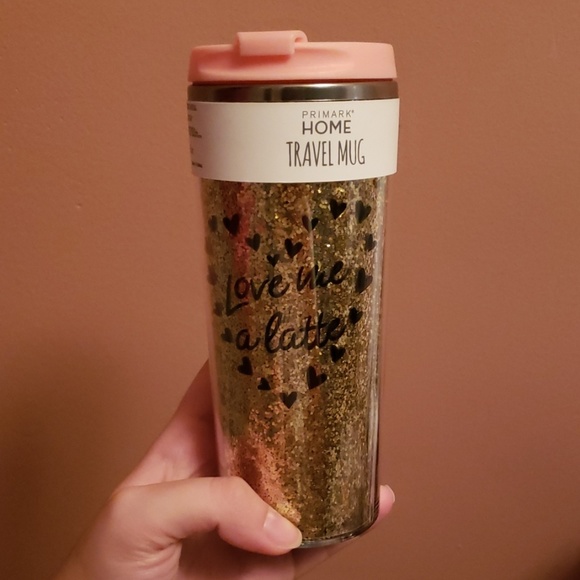 PRIMARK®
HOME
TRAVEL MUG
Love me
a latte